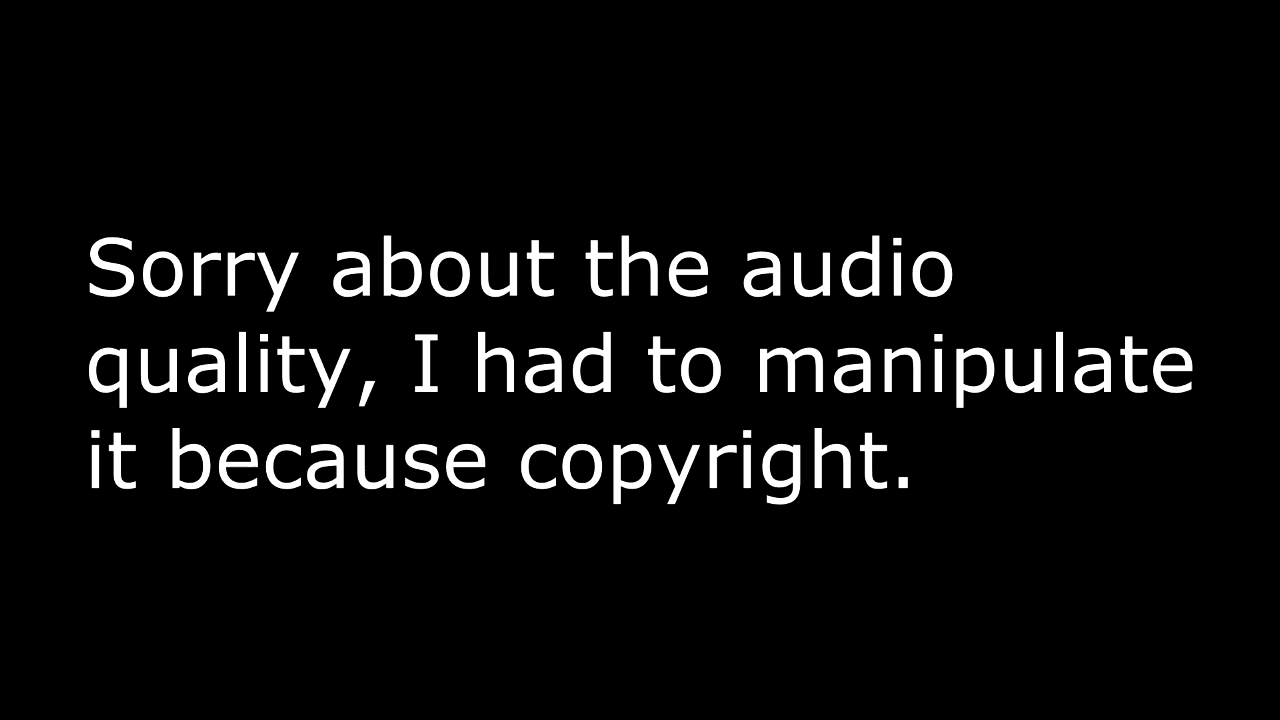 Sorry about the audio
quality, I had to manipulate
it because copyright.